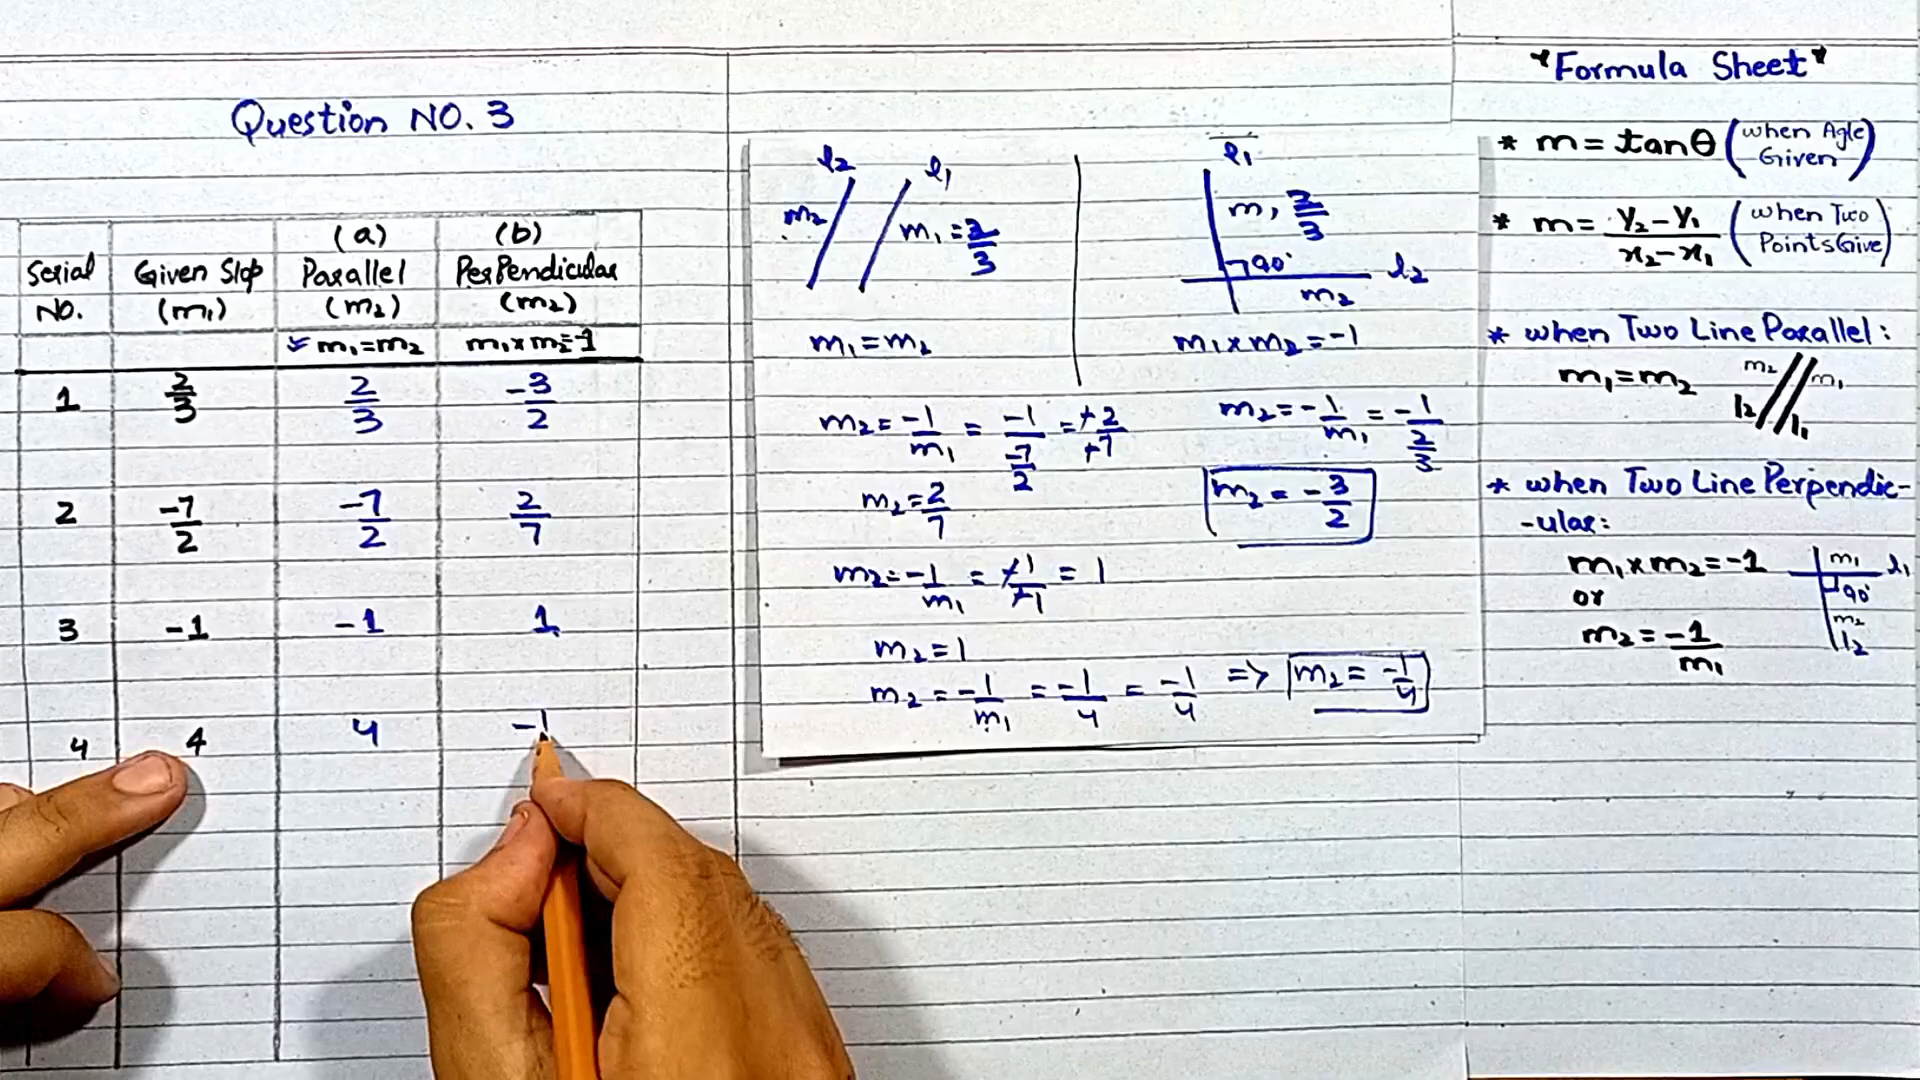 Question NO. 3
Serial NO.
Given Slop (m₁)
(a) Parallel (m₂)
(b) PerPendicular (m₂)
m₁=m₂
m₁×m₂=-1
1 2/3 2/3 -3/2
2 -7/2 -7/2 2/7
3 -1 -1 1
4 4 4 -1
l₂ l₁
m₂ m₁=2/3
m₁=m₂
l₁
m, 2/3
90°
l₂
m₂
m₁×m₂=-1
m₂=-1/m₁ = -1/(-7/2) = +2/+7
m₂=2/7
m₂=-1/m₁ = -1/-1 = 1
m₂=1
m₂=-1/m₁ = -1/4 = -1/4 => m₂=-1/4
m₂=-1/m₁ = -1/(2/3)
m₂=-3/2
"Formula Sheet"
* m=tanθ (when Agle Given)
* m= y₂-y₁/x₂-x₁ (when Two Points Give)
* when Two Line Parallel:
m₁=m₂
m₂ m₁
l₂ l₁
* when Two Line Perpendic-
-ular:
m₁×m₂=-1
or
m₂=-1/m₁
m₁ l₁
90°
m₂
l₂